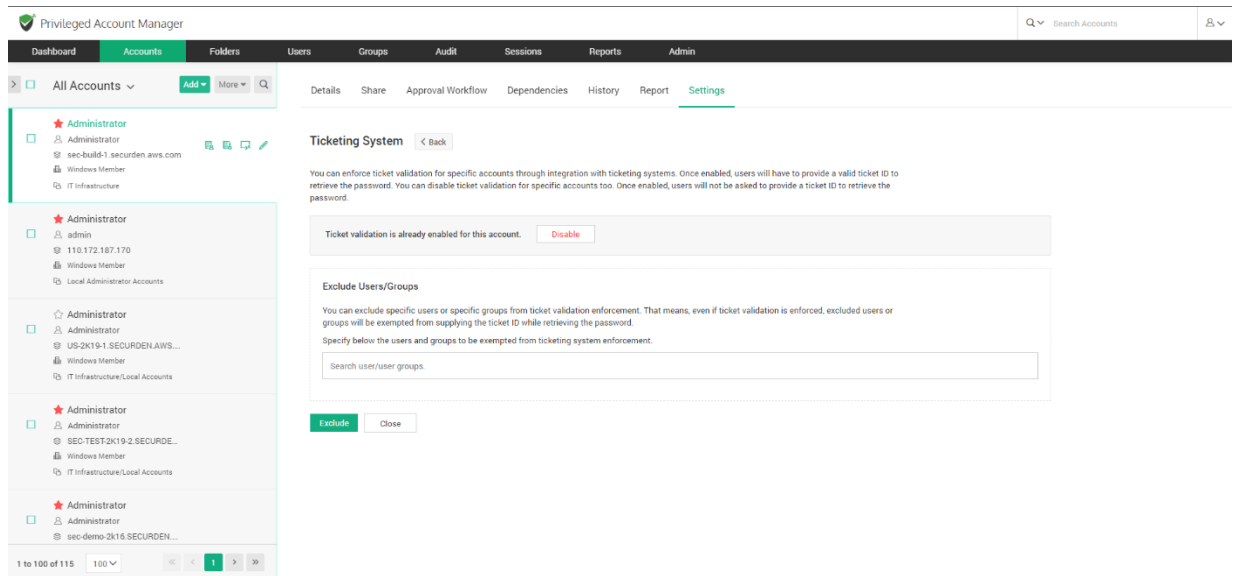 Privileged Account Manager
Search Accounts
Dashboard Accounts Folders Users Groups Audit Sessions Reports Admin
All Accounts Add More
Administrator
Administrator
sec-build-1.securden.aws.com
Windows Member
IT Infrastructure
Administrator
admin
110.172.187.170
Windows Member
Local Administrator Accounts
Administrator
Administrator
US-2K19-1.SECURDEN.AWS....
Windows Member
IT Infrastructure/Local Accounts
Administrator
Administrator
SEC-TEST-2K19-2.SECURDE...
Windows Member
IT Infrastructure/Local Accounts
Administrator
Administrator
sec-demo-2k16.SECURDEN....
1 to 100 of 115 100 « < 1 > »
Details Share Approval Workflow Dependencies History Report Settings
Ticketing System < Back
You can enforce ticket validation for specific accounts through integration with ticketing systems. Once enabled, users will have to provide a valid ticket ID to
retrieve the password. You can disable ticket validation for specific accounts too. Once enabled, users will not be asked to provide a ticket ID to retrieve the
password.
Ticket validation is already enabled for this account. Disable
Exclude Users/Groups
You can exclude specific users or specific groups from ticket validation enforcement. That means, even if ticket validation is enforced, excluded users or
groups will be exempted from supplying the ticket ID while retrieving the password.
Specify below the users and groups to be exempted from ticketing system enforcement.
Search user/user groups.
Exclude Close